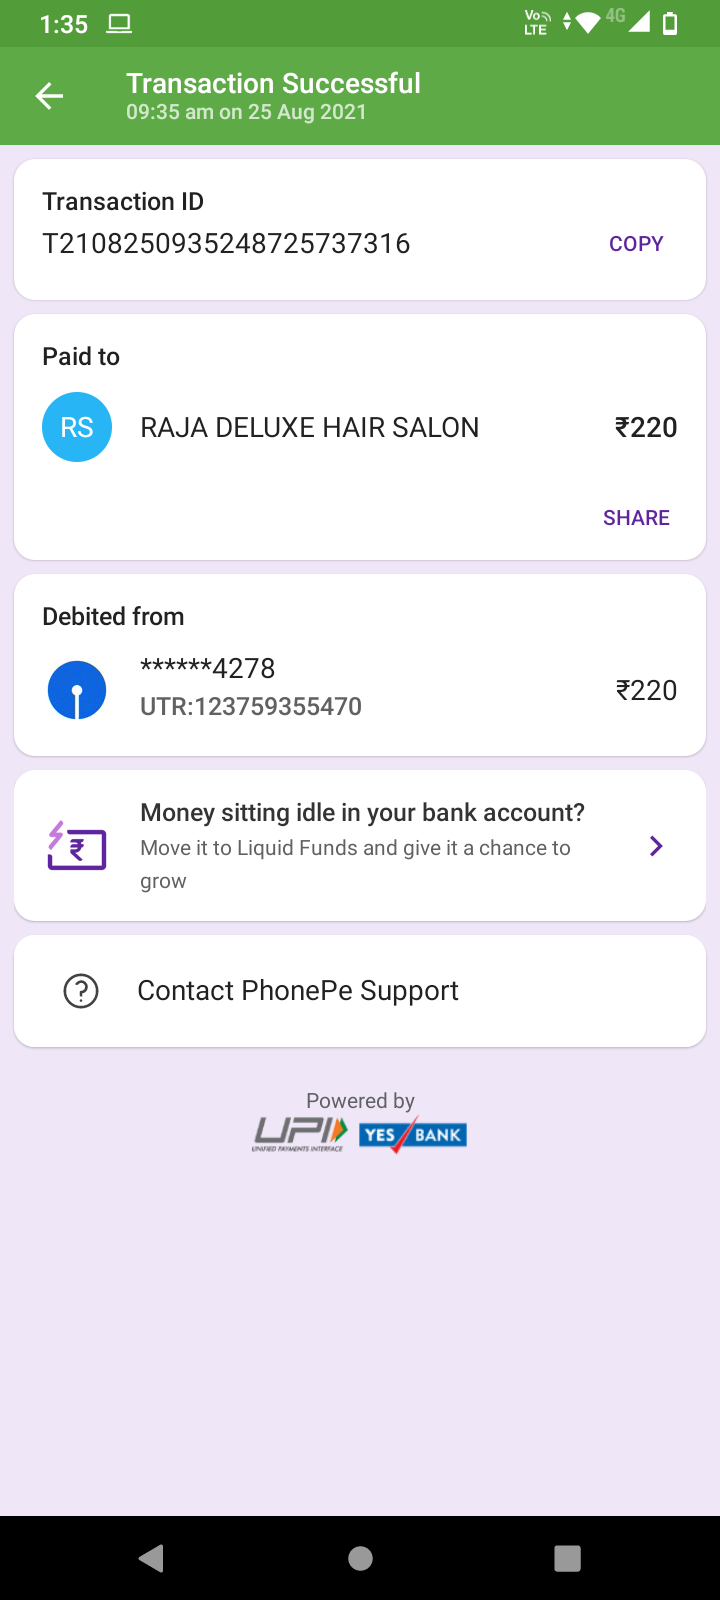 1:35
Vo LTE 4G
Transaction Successful
09:35 am on 25 Aug 2021
Transaction ID
T2108250935248725737316
COPY
Paid to
RS
RAJA DELUXE HAIR SALON
₹220
SHARE
Debited from
******4278
UTR:123759355470
₹220
Money sitting idle in your bank account?
Move it to Liquid Funds and give it a chance to
grow
₹
Contact PhonePe Support
Powered by
UPI
UNIFIED PAYMENTS INTERFACE
YES BANK